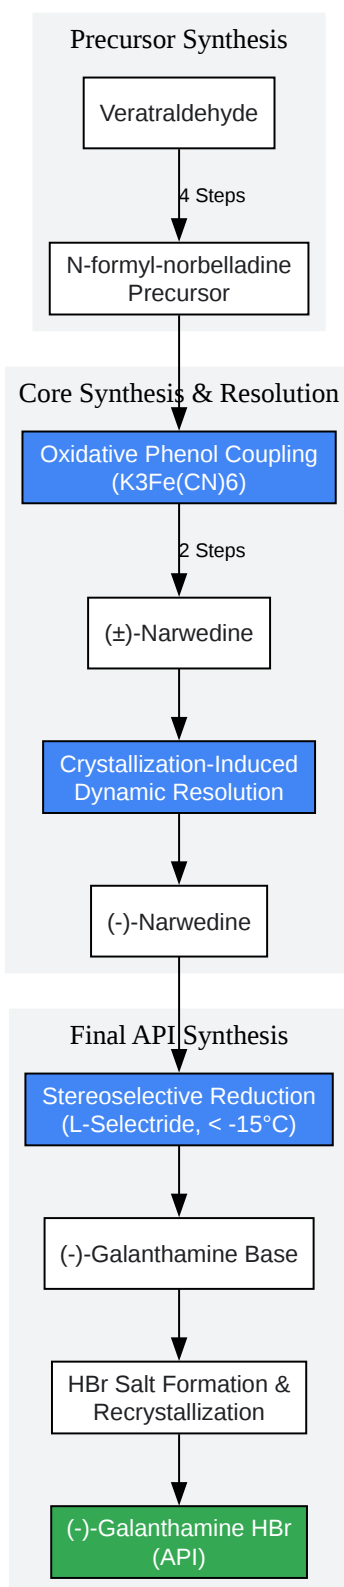 Precursor Synthesis
Veratraldehyde
4 Steps
N-formyl-norbelladine
Precursor
Core Synthesis & Resolution
Oxidative Phenol Coupling
(K3Fe(CN)6)
2 Steps
(±)-Narwedine
Crystallization-Induced
Dynamic Resolution
(-)-Narwedine
Final API Synthesis
Stereoselective Reduction
(L-Selectride, < -15°C)
(-)-Galanthamine Base
HBr Salt Formation &
Recrystallization
(-)-Galanthamine HBr
(API)